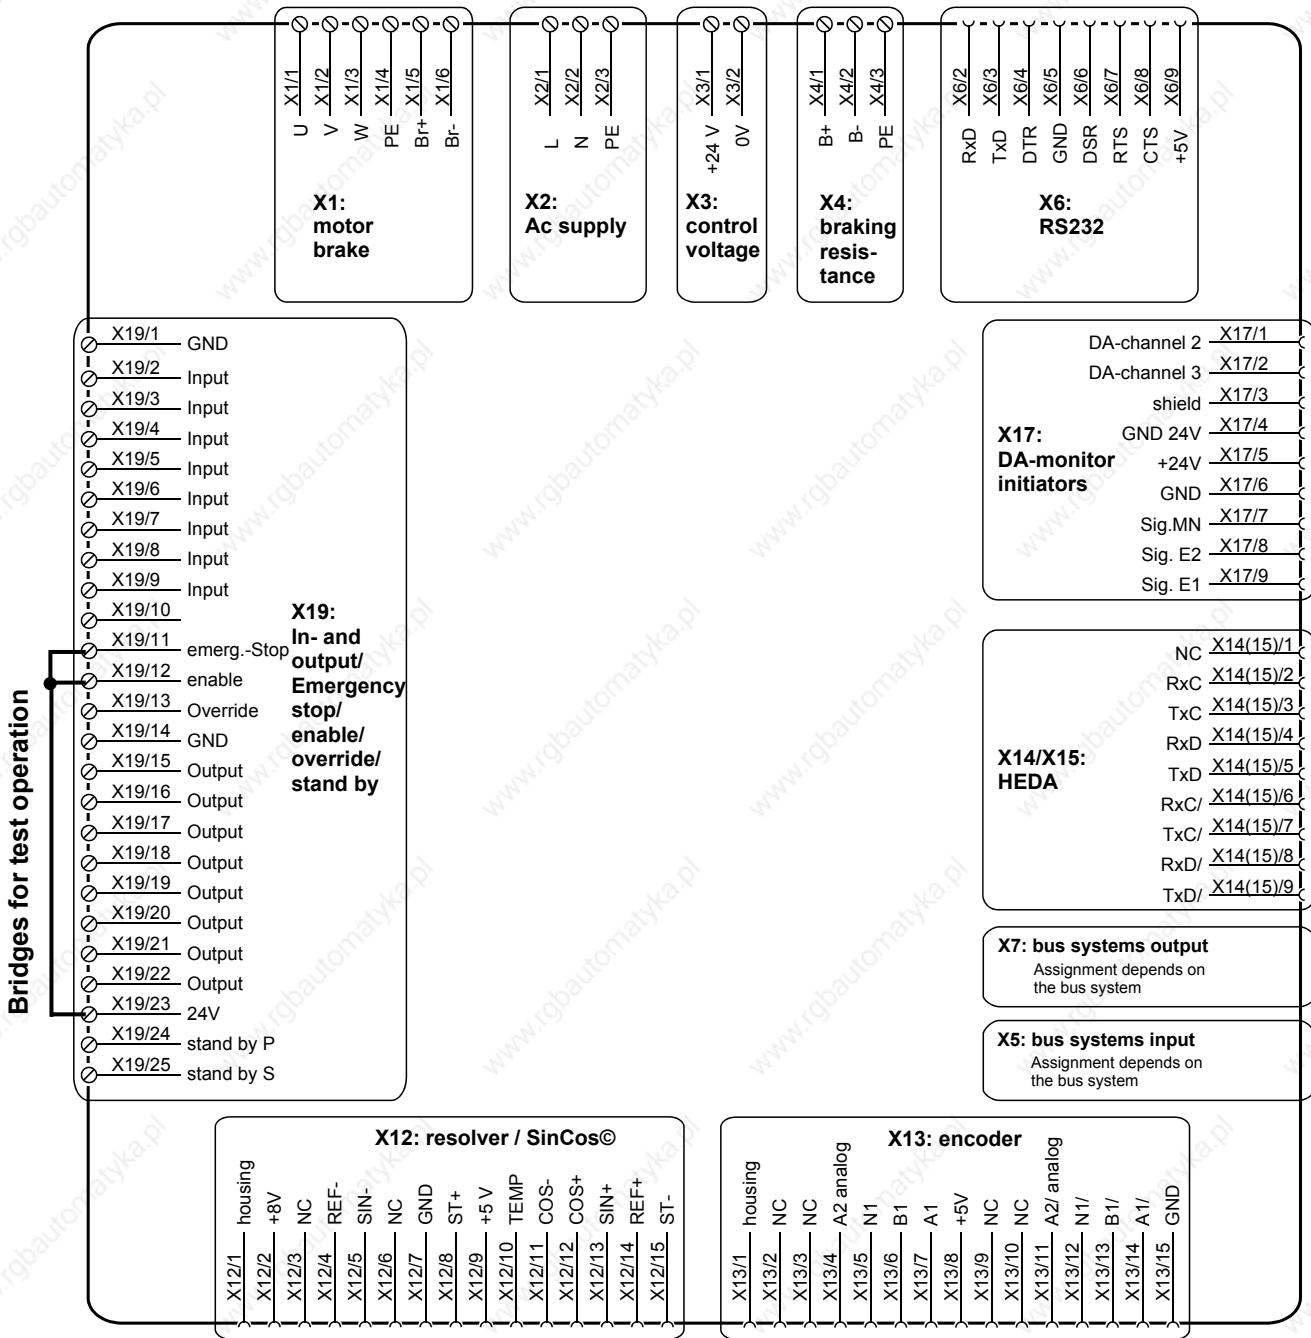 X1/1
X1/2
X1/3
X1/4
X1/5
X1/6
U
V
W
PE
Br+
Br-
X1:
motor
brake
X2/1
X2/2
X2/3
L
N
PE
X2:
Ac supply
X3/1
X3/2
+24 V
0V
X3:
control
voltage
X4/1
X4/2
X4/3
B+
B-
PE
X4:
braking
resis-
tance
X6/2
X6/3
X6/4
X6/5
X6/6
X6/7
X6/8
X6/9
RxD
TxD
DTR
GND
DSR
RTS
CTS
+5V
X6:
RS232
X19/1 GND
X19/2 Input
X19/3 Input
X19/4 Input
X19/5 Input
X19/6 Input
X19/7 Input
X19/8 Input
X19/9 Input
X19/10
X19/11 emerg.-Stop
X19/12 enable
X19/13 Override
X19/14 GND
X19/15 Output
X19/16 Output
X19/17 Output
X19/18 Output
X19/19 Output
X19/20 Output
X19/21 Output
X19/22 Output
X19/23 24V
X19/24 stand by P
X19/25 stand by S
X19:
In- and
output/
Emergency
stop/
enable/
override/
stand by
Bridges for test operation
DA-channel 2 X17/1
DA-channel 3 X17/2
shield X17/3
GND 24V X17/4
+24V X17/5
GND X17/6
Sig.MN X17/7
Sig. E2 X17/8
Sig. E1 X17/9
X17:
DA-monitor
initiators
NC X14(15)/1
RxC X14(15)/2
TxC X14(15)/3
RxD X14(15)/4
TxD X14(15)/5
RxC/ X14(15)/6
TxC/ X14(15)/7
RxD/ X14(15)/8
TxD/ X14(15)/9
X14/X15:
HEDA
X7: bus systems output
Assignment depends on
the bus system
X5: bus systems input
Assignment depends on
the bus system
X12: resolver / SinCos©
X12/1 housing
X12/2 +8V
X12/3 NC
X12/4 REF-
X12/5 SIN-
X12/6 NC
X12/7 GND
X12/8 ST+
X12/9 +5 V
X12/10 TEMP
X12/11 COS-
X12/12 COS+
X12/13 SIN+
X12/14 REF+
X12/15 ST-
X13: encoder
X13/1 housing
X13/2 NC
X13/3 NC
X13/4 A2 analog
X13/5 N1
X13/6 B1
X13/7 A1
X13/8 +5V
X13/9 NC
X13/10 NC
X13/11 A2/ analog
X13/12 N1/
X13/13 B1/
X13/14 A1/
X13/15 GND
www.rgbautomatyka.pl